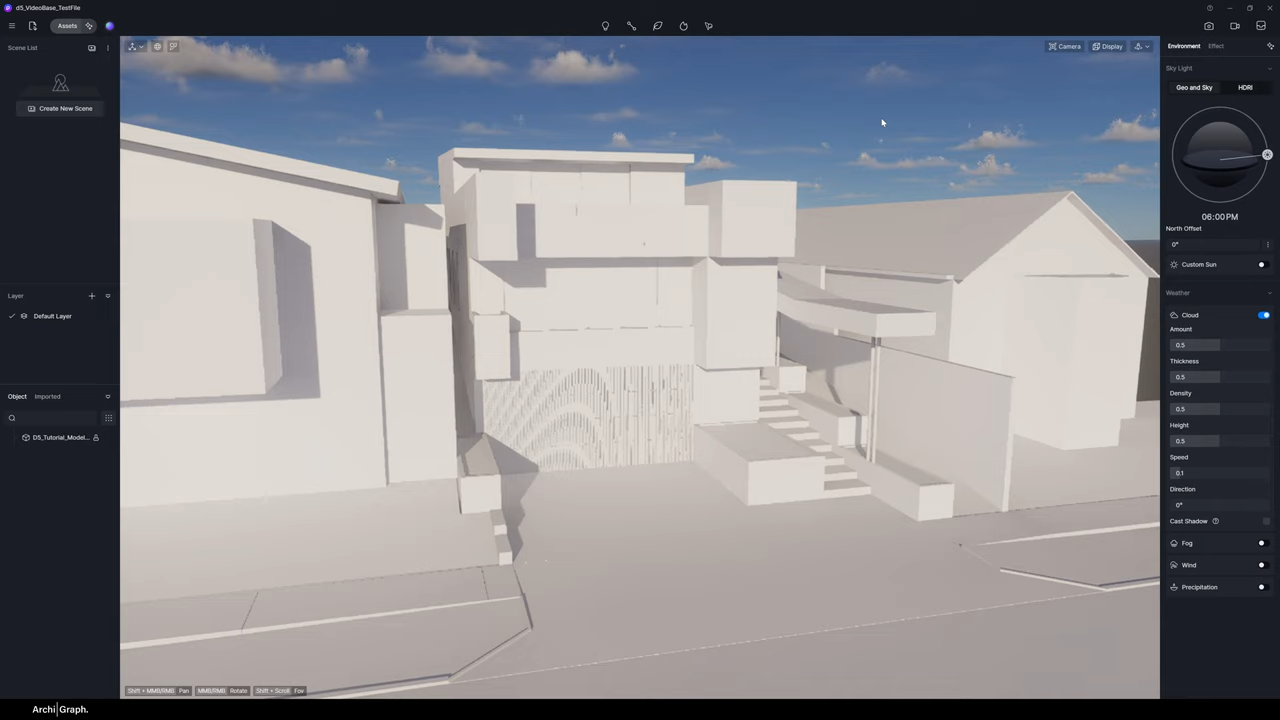 d5_VideoBase_TestFile
Assets
Scene List
Create New Scene
Layer
Default Layer
Object Imported
D5_Tutorial_Model...
Camera Display
Shift + MMB/RMB Pan MMB/RMB Rotate Shift + Scroll Fov
Environment Effect
Sky Light
Geo and Sky HDRI
06:00PM
North Offset
0°
Custom Sun
Weather
Cloud
Amount
0.5
Thickness
0.5
Density
0.5
Height
0.5
Speed
0.1
Direction
0°
Cast Shadow
Fog
Wind
Precipitation
Archi|Graph.